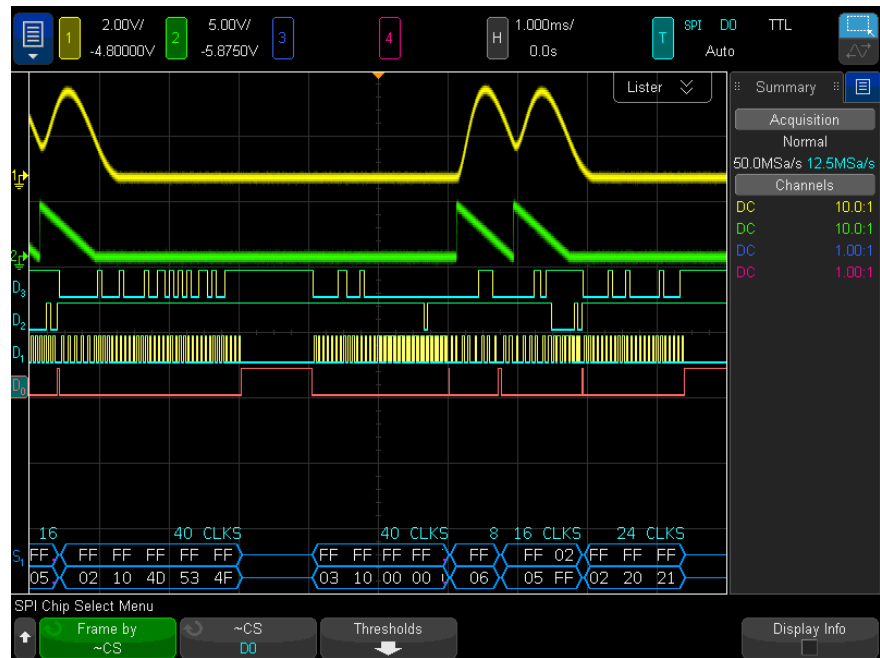 1 2.00V/ -4.80000V
2 5.00V/ -5.8750V
3
4
H 1.000ms/ 0.0s
T SPI D0 TTL
Auto
Lister
Summary
Acquisition
Normal
50.0MSa/s 12.5MSa/s
Channels
DC 10.0:1
DC 10.0:1
DC 1.00:1
DC 1.00:1
1
2
D3
D2
D1
D0
16 40 CLKS 40 CLKS 8 16 CLKS 24 CLKS
S1 FF FF FF FF FF FF FF FF FF FF FF FF 02 FF FF FF
05 02 10 4D 53 4F 03 10 00 00 06 05 FF 02 20 21
SPI Chip Select Menu
Frame by ~CS
~CS D0
Thresholds
Display Info